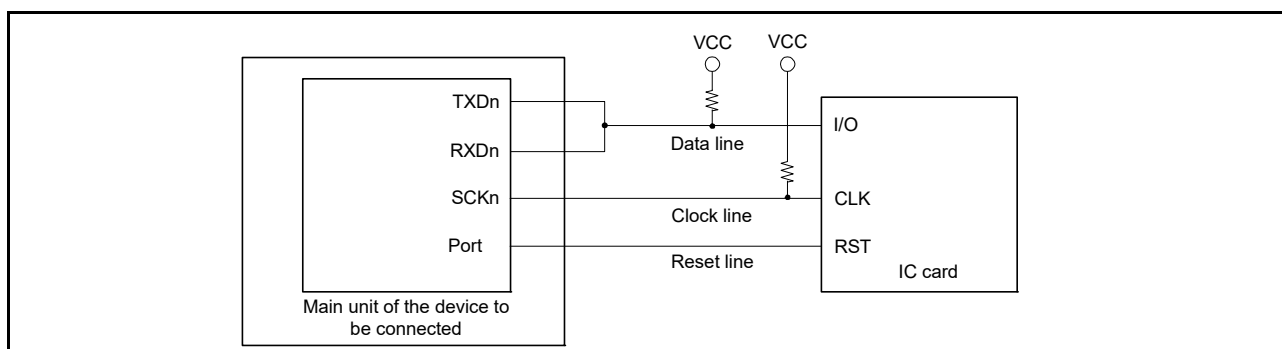 VCC
VCC
TXDn
RXDn
SCKn
Port
Data line
Clock line
Reset line
I/O
CLK
RST
IC card
Main unit of the device to
be connected